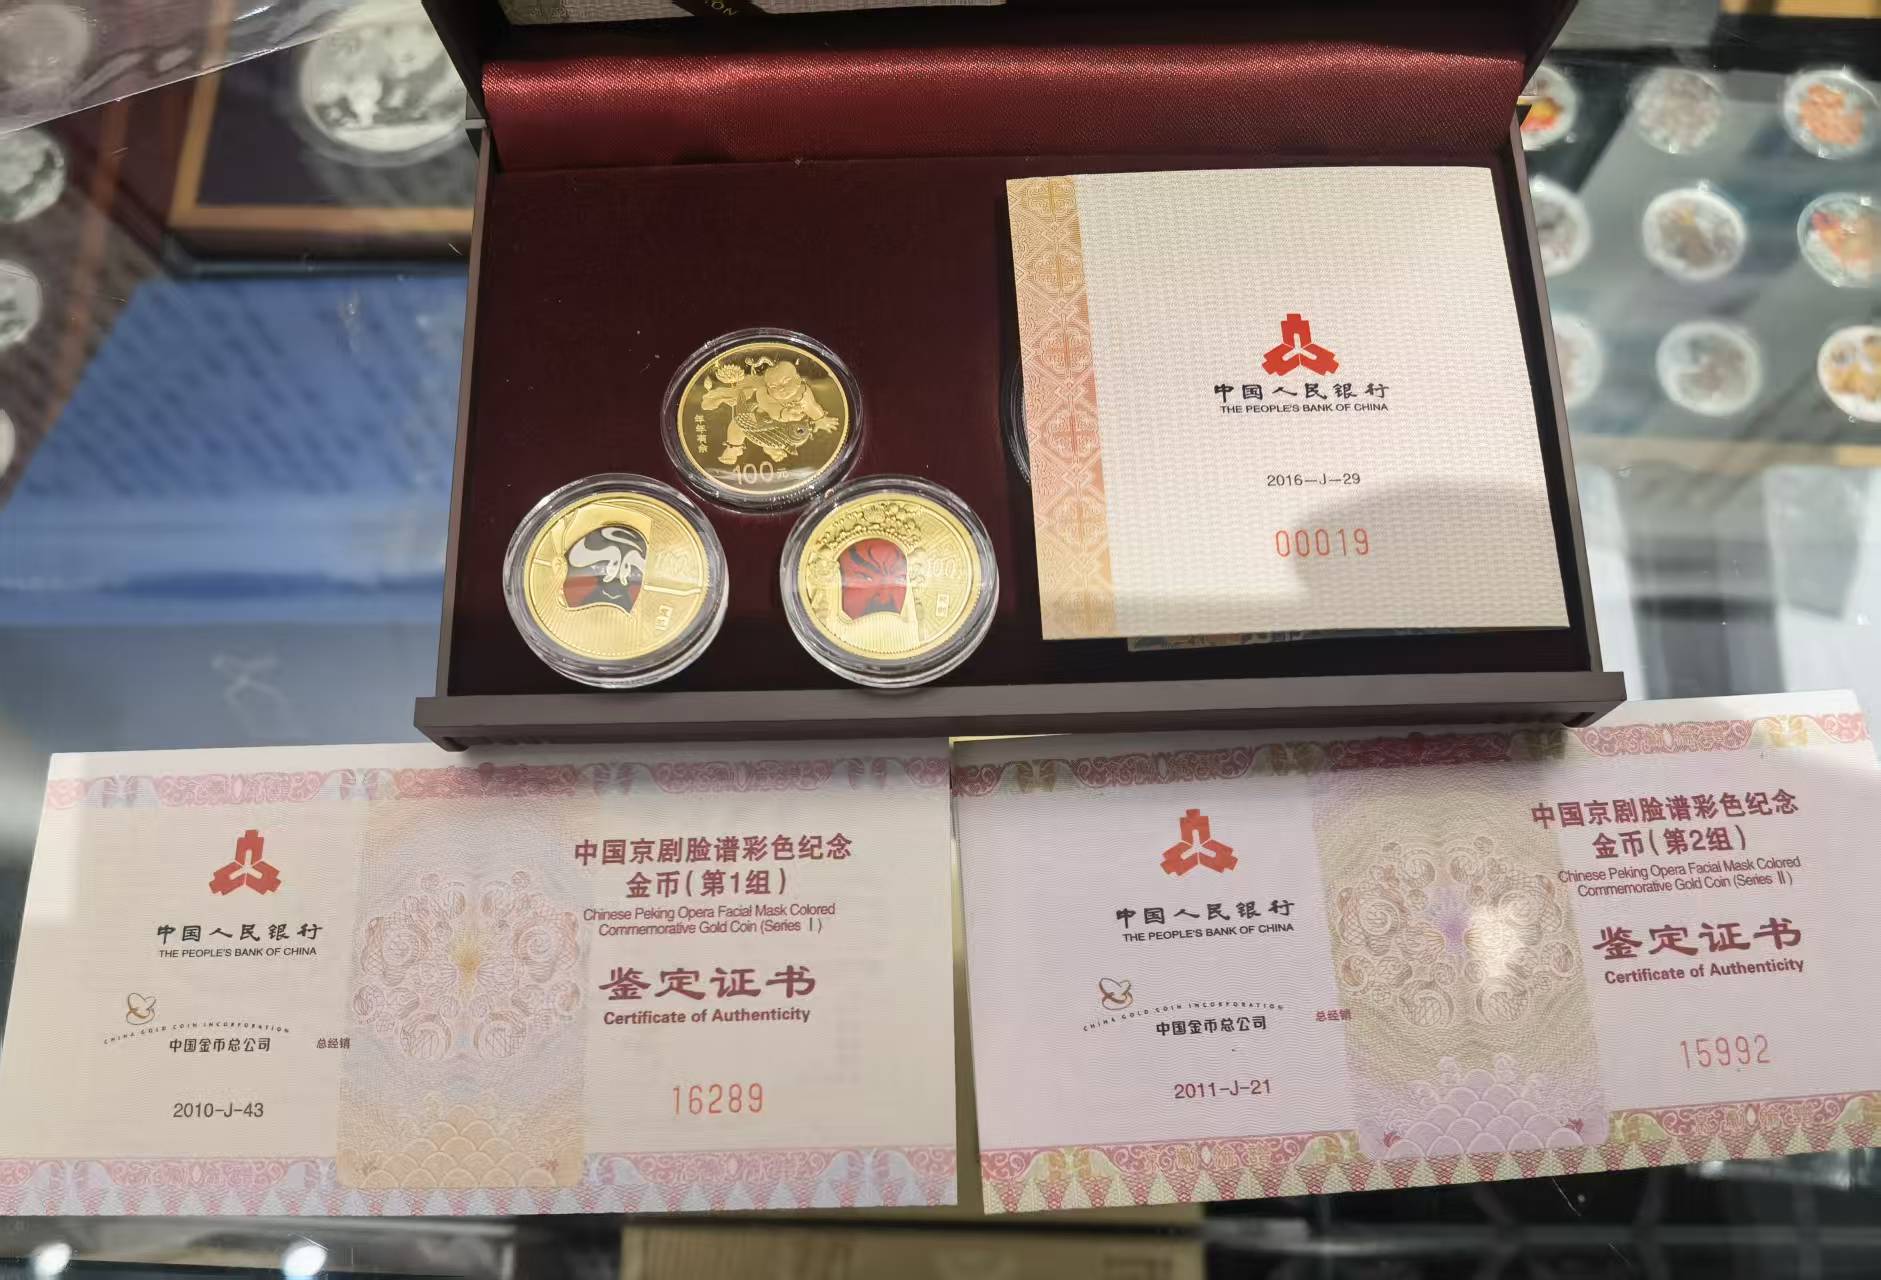 年年有余
100元
100
100
中国人民银行
THE PEOPLE'S BANK OF CHINA
2016-J-29
00019
中国人民银行
THE PEOPLE'S BANK OF CHINA
CHINA GOLD COIN INCORPORATION
中国金币总公司
总经销
2010-J-43
中国京剧脸谱彩色纪念
金币(第1组)
Chinese Peking Opera Facial Mask Colored
Commemorative Gold Coin (Series Ⅰ)
鉴定证书
Certificate of Authenticity
16289
中国人民银行
THE PEOPLE'S BANK OF CHINA
CHINA GOLD COIN INCORPORATION
中国金币总公司
总经销
2011-J-21
中国京剧脸谱彩色纪念
金币(第2组)
Chinese Peking Opera Facial Mask Colored
Commemorative Gold Coin (Series Ⅱ)
鉴定证书
Certificate of Authenticity
15992